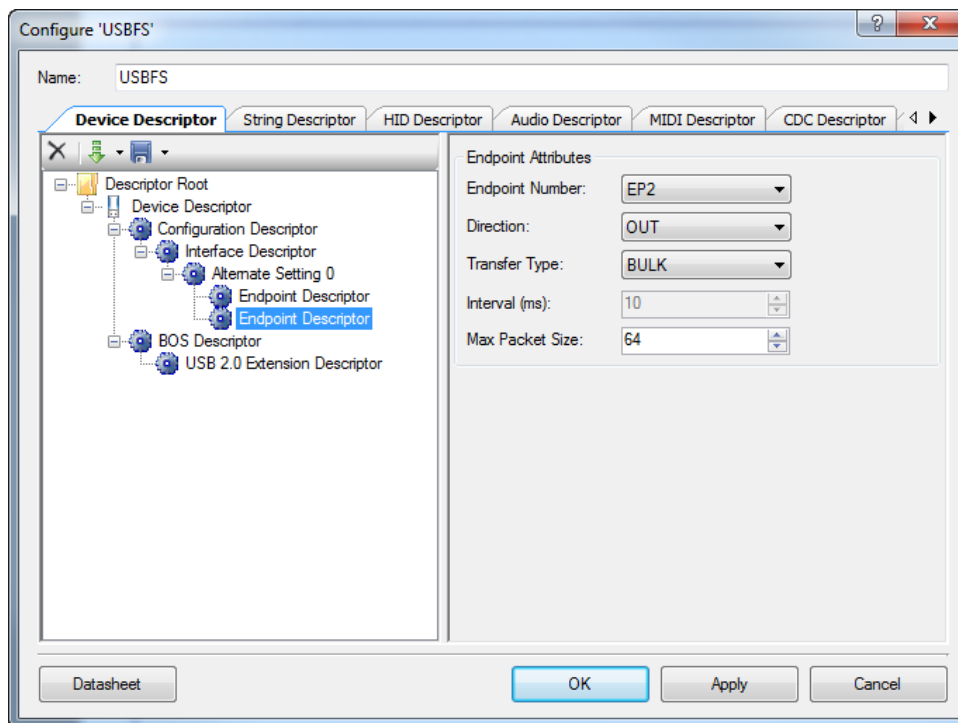 Configure 'USBFS'
Name: USBFS
Device Descriptor String Descriptor HID Descriptor Audio Descriptor MIDI Descriptor CDC Descriptor
Descriptor Root
Device Descriptor
Configuration Descriptor
Interface Descriptor
Alternate Setting 0
Endpoint Descriptor
Endpoint Descriptor
BOS Descriptor
USB 2.0 Extension Descriptor
Endpoint Attributes
Endpoint Number: EP2
Direction: OUT
Transfer Type: BULK
Interval (ms): 10
Max Packet Size: 64
Datasheet OK Apply Cancel